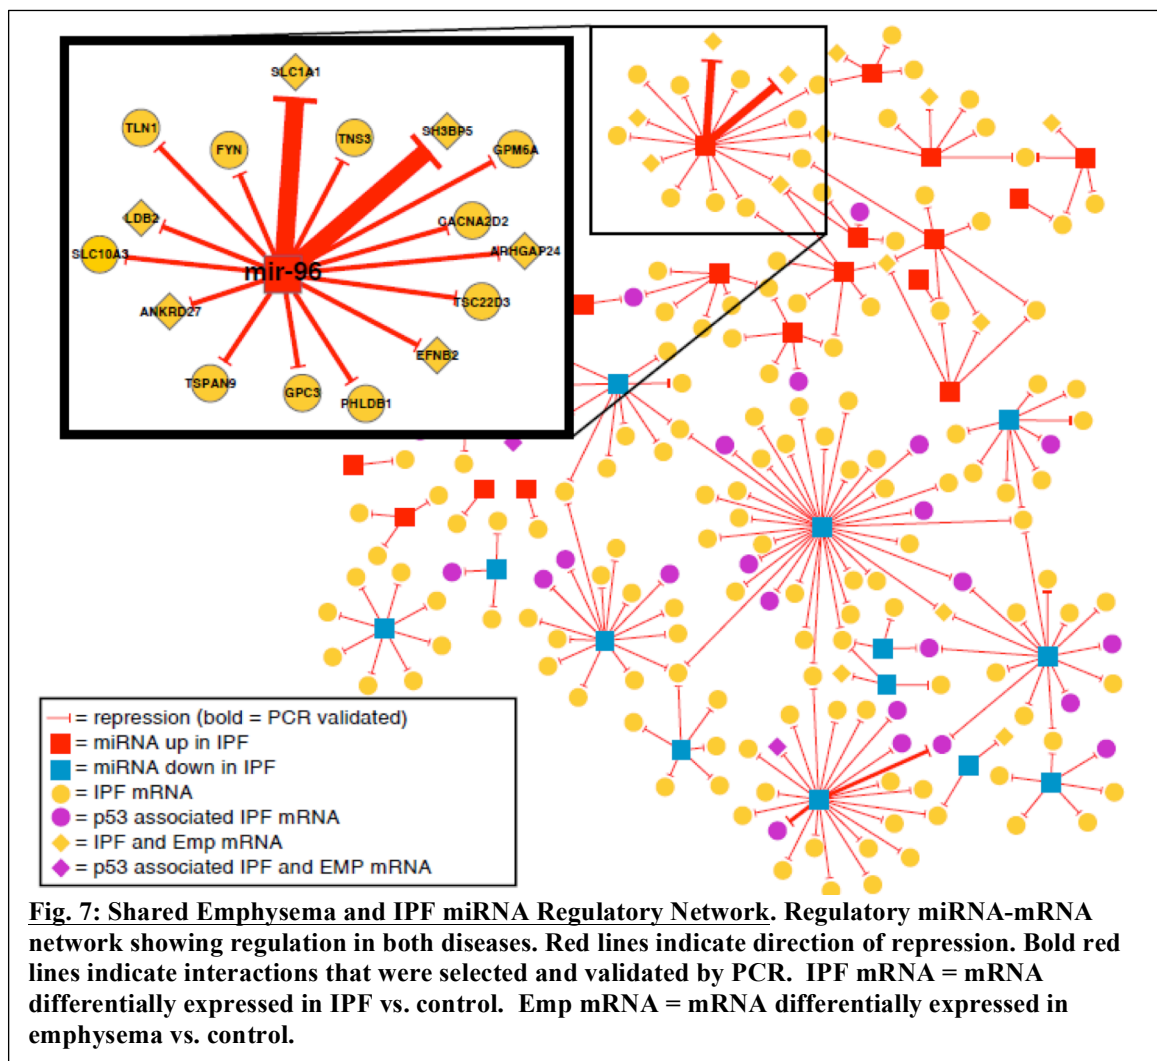 SLC1A1
SH3BP5
TLN1
FYN
TNS3
GPM6A
LDB2
CACNA2D2
SLC10A3
ARHGAP24
mir-96
ANKRD27
TSC22D3
EFNB2
TSPAN9
GPC3
PHLDB1
= repression (bold = PCR validated)
= miRNA up in IPF
= miRNA down in IPF
= IPF mRNA
= p53 associated IPF mRNA
= IPF and Emp mRNA
= p53 associated IPF and EMP mRNA
Fig. 7: Shared Emphysema and IPF miRNA Regulatory Network. Regulatory miRNA-mRNA
network showing regulation in both diseases. Red lines indicate direction of repression. Bold red
lines indicate interactions that were selected and validated by PCR.  IPF mRNA = mRNA
differentially expressed in IPF vs. control.  Emp mRNA = mRNA differentially expressed in
emphysema vs. control.